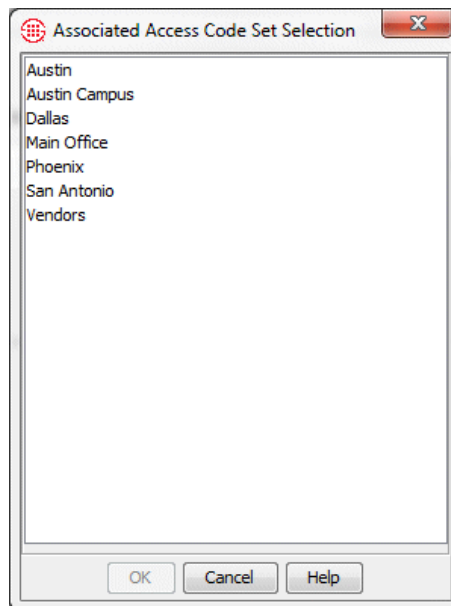 Associated Access Code Set Selection
Austin
Austin Campus
Dallas
Main Office
Phoenix
San Antonio
Vendors
OK Cancel Help